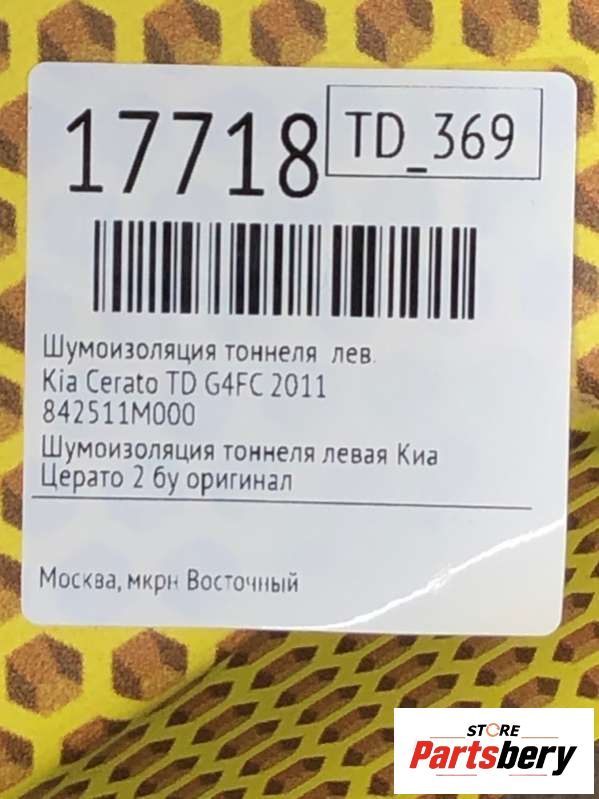 17718
TD_369
Шумоизоляция тоннеля лев.
Kia Cerato TD G4FC 2011
842511M000
Шумоизоляция тоннеля левая Киа
Церато 2 бу оригинал
Москва, мкрн Восточный
STORE
Partsbery